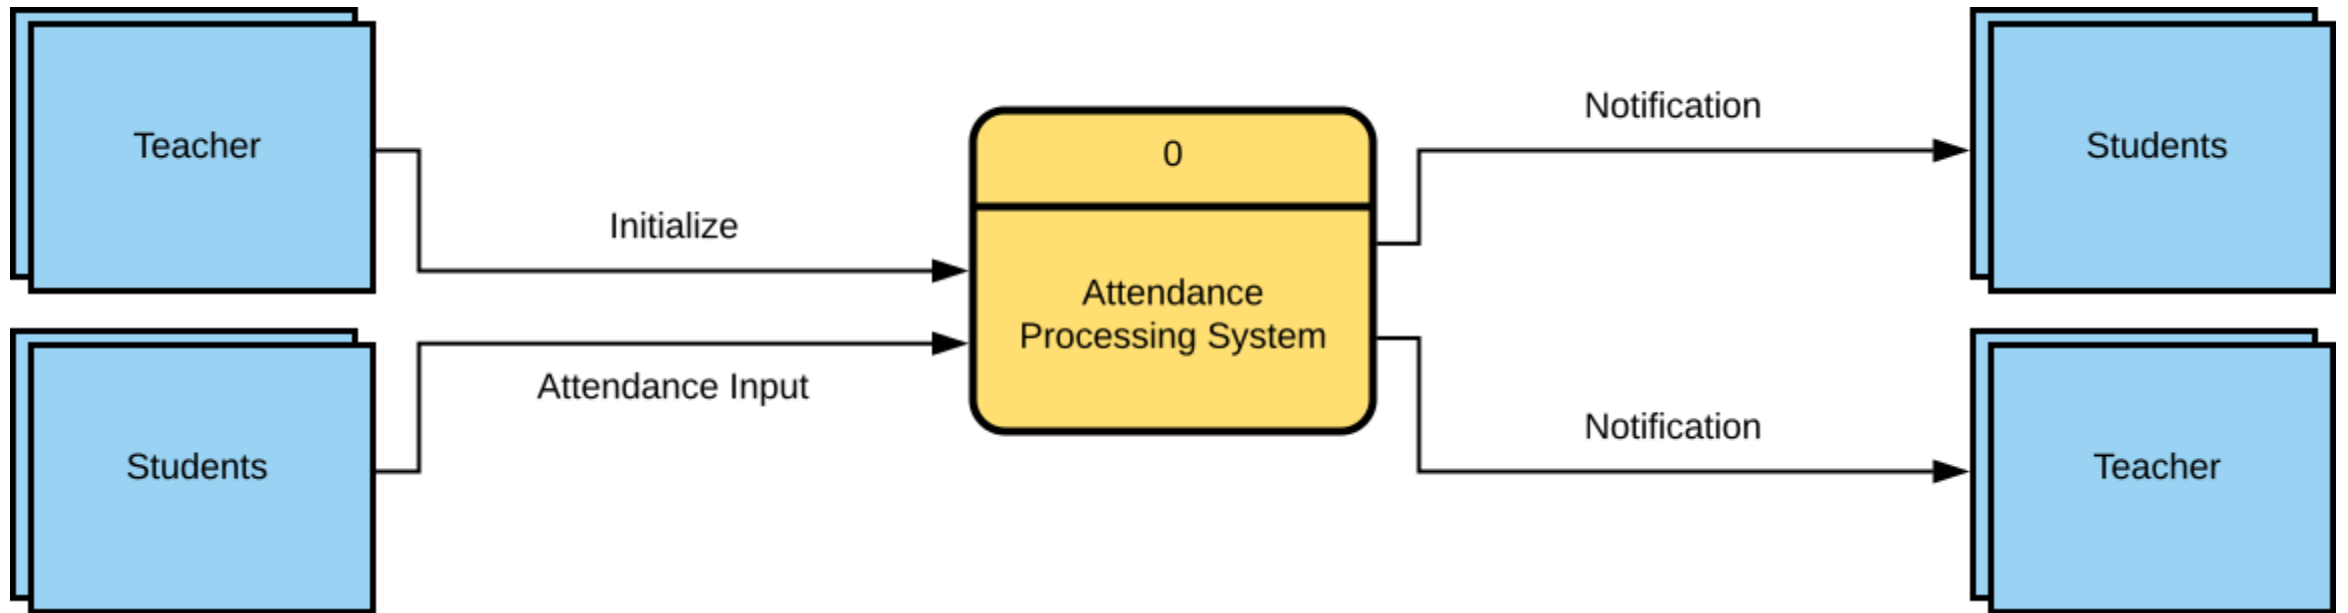 Teacher
Initialize
Students
Attendance Input
0
Attendance
Processing System
Notification
Students
Notification
Teacher